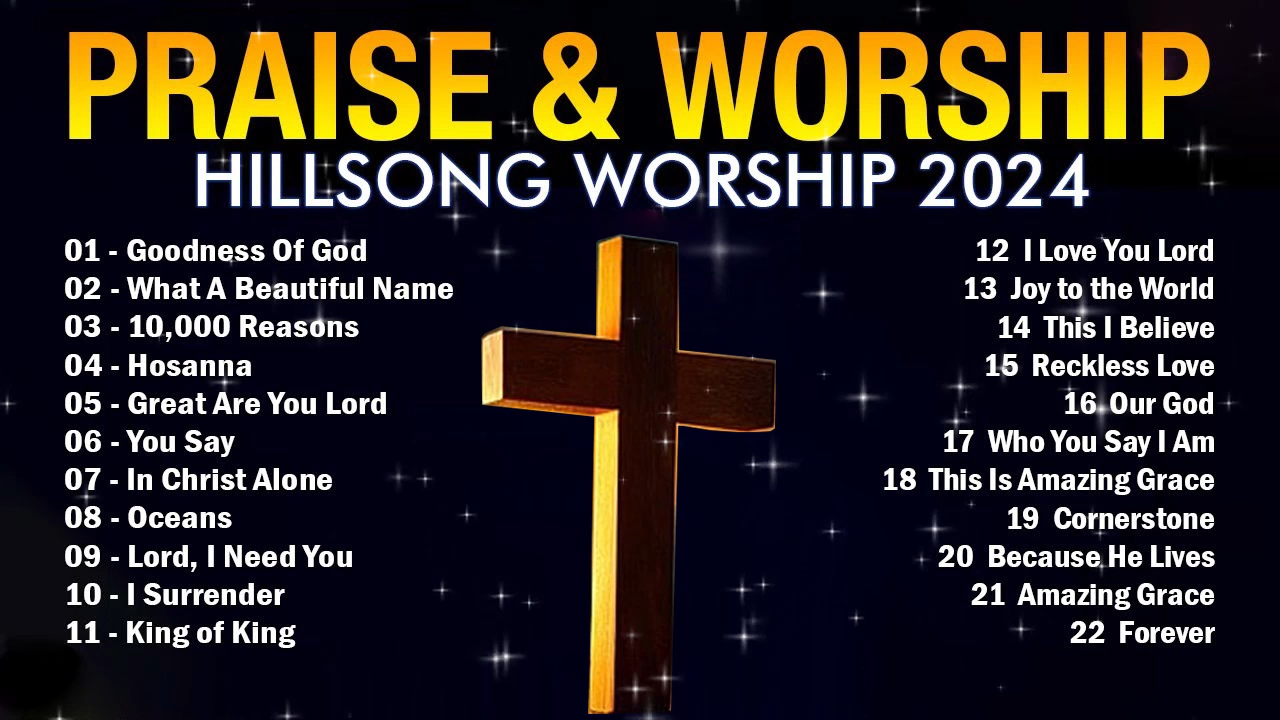 PRAISE & WORSHIP
HILLSONG WORSHIP 2024
01 - Goodness Of God
02 - What A Beautiful Name
03 - 10,000 Reasons
04 - Hosanna
05 - Great Are You Lord
06 - You Say
07 - In Christ Alone
08 - Oceans
09 - Lord, I Need You
10 - I Surrender
11 - King of King
12 I Love You Lord
13 Joy to the World
14 This I Believe
15 Reckless Love
16 Our God
17 Who You Say I Am
18 This Is Amazing Grace
19 Cornerstone
20 Because He Lives
21 Amazing Grace
22 Forever